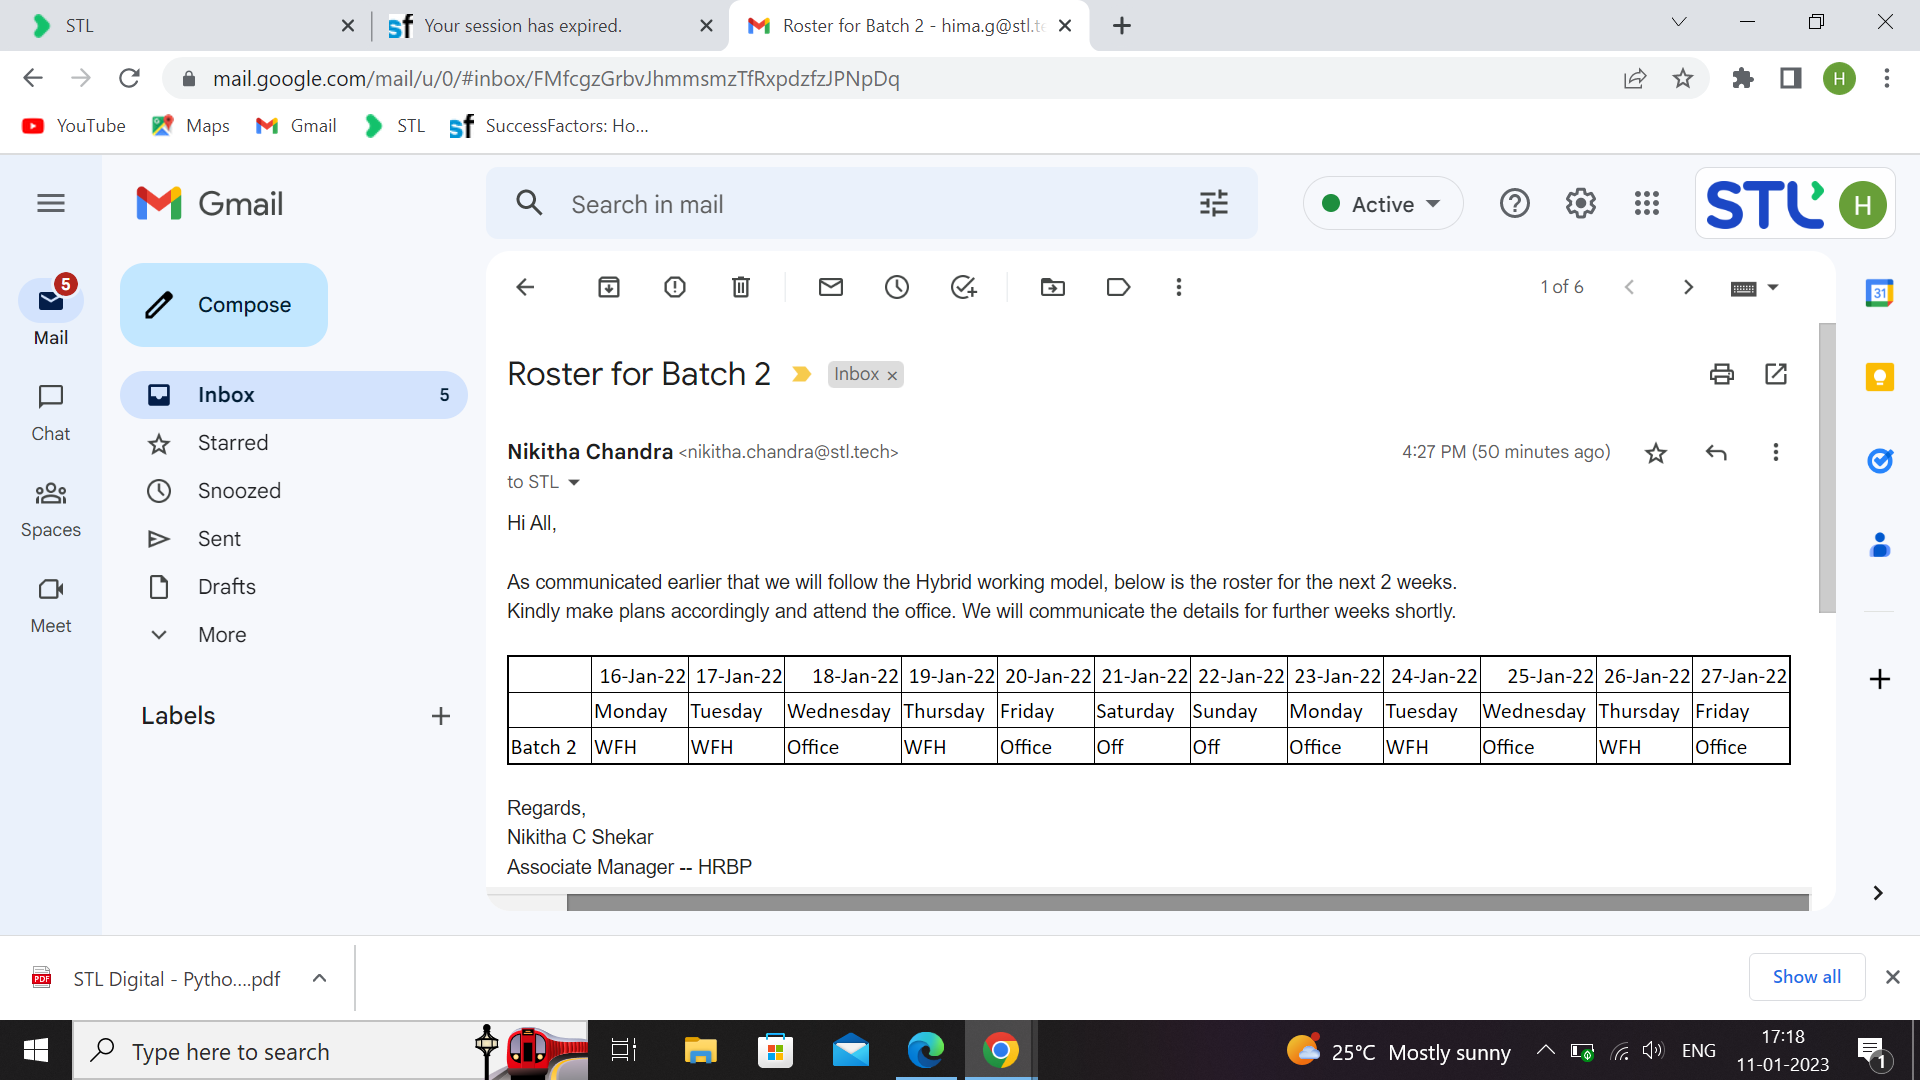 STL
Your session has expired.
Roster for Batch 2 - hima.g@stl.te
mail.google.com/mail/u/0/#inbox/FMfcgzGrbvJhmmsmzTfRxpdzfzJPNpDq
H
YouTube
Maps
Gmail
STL
sf SuccessFactors: Ho...
Gmail
Search in mail
Active
STL
H
5
Mail
Chat
Spaces
Meet
Compose
Inbox 5
Starred
Snoozed
Sent
Drafts
More
Labels
1 of 6
31
Roster for Batch 2 Inbox
Nikitha Chandra <nikitha.chandra@stl.tech> 4:27 PM (50 minutes ago)
to STL
Hi All,
As communicated earlier that we will follow the Hybrid working model, below is the roster for the next 2 weeks.
Kindly make plans accordingly and attend the office. We will communicate the details for further weeks shortly.
16-Jan-22 17-Jan-22 18-Jan-22 19-Jan-22 20-Jan-22 21-Jan-22 22-Jan-22 23-Jan-22 24-Jan-22 25-Jan-22 26-Jan-22 27-Jan-22
Monday Tuesday Wednesday Thursday Friday Saturday Sunday Monday Tuesday Wednesday Thursday Friday
Batch 2 WFH WFH Office WFH Office Off Off Office WFH Office WFH Office
Regards,
Nikitha C Shekar
Associate Manager -- HRBP
PDF STL Digital - Pytho....pdf
Show all
Type here to search
25°C Mostly sunny
ENG
17:18
11-01-2023
1